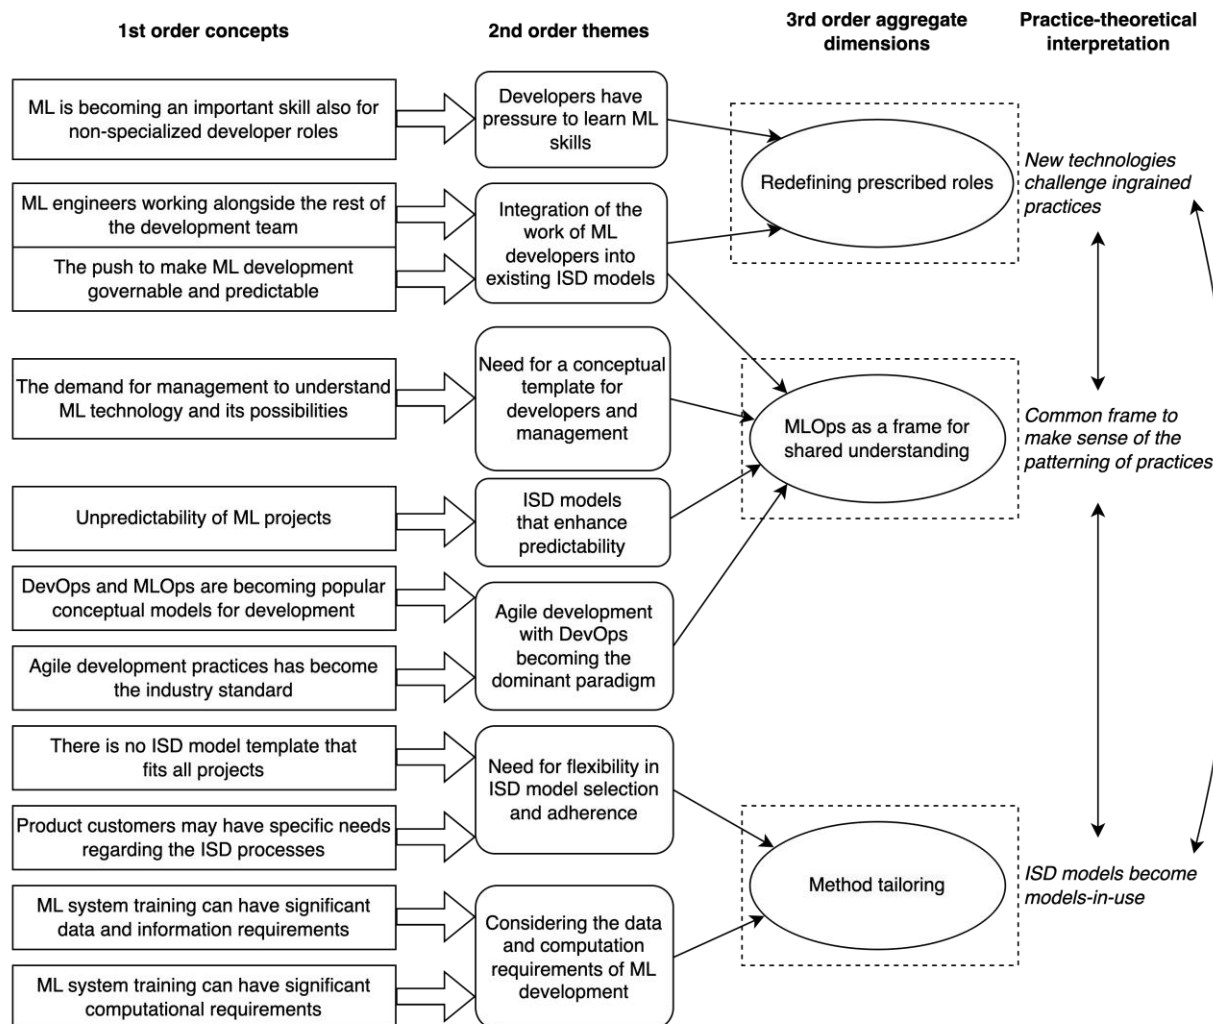 1st order concepts
2nd order themes
3rd order aggregate
dimensions
Practice-theoretical
interpretation
ML is becoming an important skill also for
non-specialized developer roles
ML engineers working alongside the rest of
the development team
The push to make ML development
governable and predictable
The demand for management to understand
ML technology and its possibilities
Unpredictability of ML projects
DevOps and MLOps are becoming popular
conceptual models for development
Agile development practices has become
the industry standard
There is no ISD model template that
fits all projects
Product customers may have specific needs
regarding the ISD processes
ML system training can have significant
data and information requirements
ML system training can have significant
computational requirements
Developers have
pressure to learn ML
skills
Integration of the
work of ML
developers into
existing ISD models
Need for a conceptual
template for
developers and
management
ISD models
that enhance
predictability
Agile development
with DevOps
becoming the
dominant paradigm
Need for flexibility in
ISD model selection
and adherence
Considering the data
and computation
requirements of ML
development
Redefining prescribed roles
MLOps as a frame for
shared understanding
Method tailoring
New technologies
challenge ingrained
practices
Common frame to
make sense of the
patterning of practices
ISD models become
models-in-use